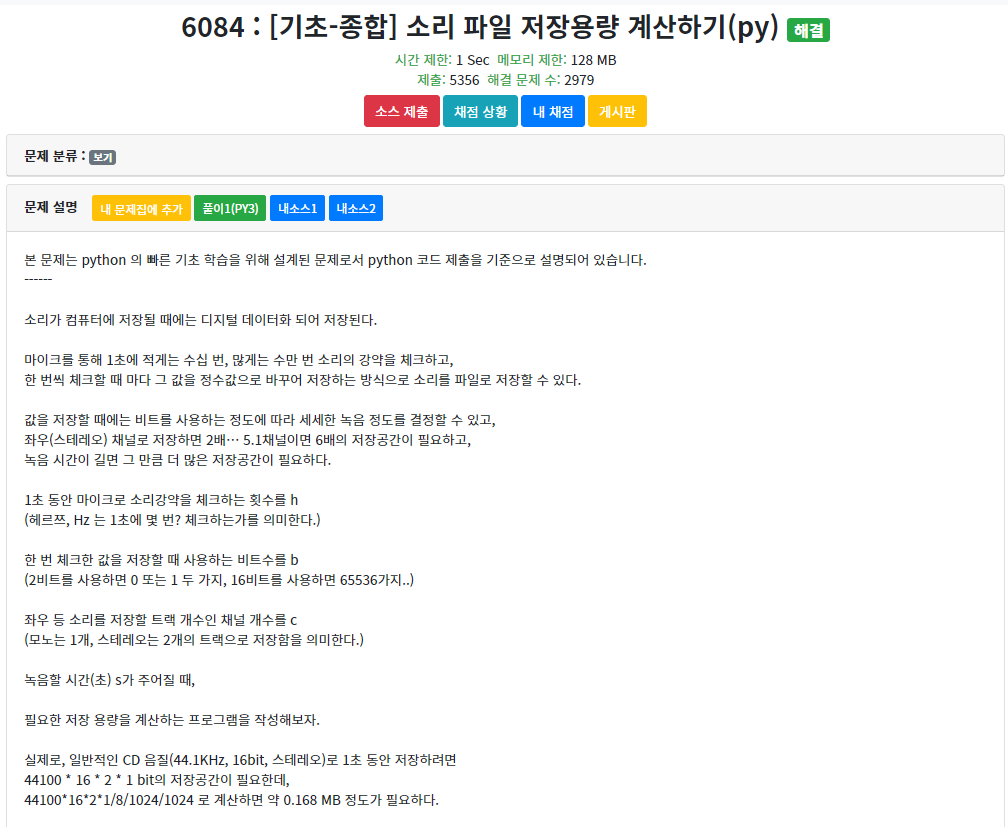 6084 : [기초-종합] 소리 파일 저장용량 계산하기(py) 해결
시간 제한: 1 Sec 메모리 제한: 128 MB
제출: 5356 해결 문제 수: 2979
소스 제출 채점 상황 내 채점 게시판
문제 분류 : 보기
문제 설명 내 문제집에 추가 풀이1(PY3) 내소스1 내소스2
본 문제는 python 의 빠른 기초 학습을 위해 설계된 문제로서 python 코드 제출을 기준으로 설명되어 있습니다.
------
소리가 컴퓨터에 저장될 때에는 디지털 데이터화 되어 저장된다.
마이크를 통해 1초에 적게는 수십 번, 많게는 수만 번 소리의 강약을 체크하고,
한 번씩 체크할 때 마다 그 값을 정수값으로 바꾸어 저장하는 방식으로 소리를 파일로 저장할 수 있다.
값을 저장할 때에는 비트를 사용하는 정도에 따라 세세한 녹음 정도를 결정할 수 있고,
좌우(스테레오) 채널로 저장하면 2배… 5.1채널이면 6배의 저장공간이 필요하고,
녹음 시간이 길면 그 만큼 더 많은 저장공간이 필요하다.
1초 동안 마이크로 소리강약을 체크하는 횟수를 h
(헤르쯔, Hz 는 1초에 몇 번? 체크하는가를 의미한다.)
한 번 체크한 값을 저장할 때 사용하는 비트수를 b
(2비트를 사용하면 0 또는 1 두 가지, 16비트를 사용하면 65536가지..)
좌우 등 소리를 저장할 트랙 개수인 채널 개수를 c
(모노는 1개, 스테레오는 2개의 트랙으로 저장함을 의미한다.)
녹음할 시간(초) s가 주어질 때,
필요한 저장 용량을 계산하는 프로그램을 작성해보자.
실제로, 일반적인 CD 음질(44.1KHz, 16bit, 스테레오)로 1초 동안 저장하려면
44100 * 16 * 2 * 1 bit의 저장공간이 필요한데,
44100*16*2*1/8/1024/1024 로 계산하면 약 0.168 MB 정도가 필요하다.